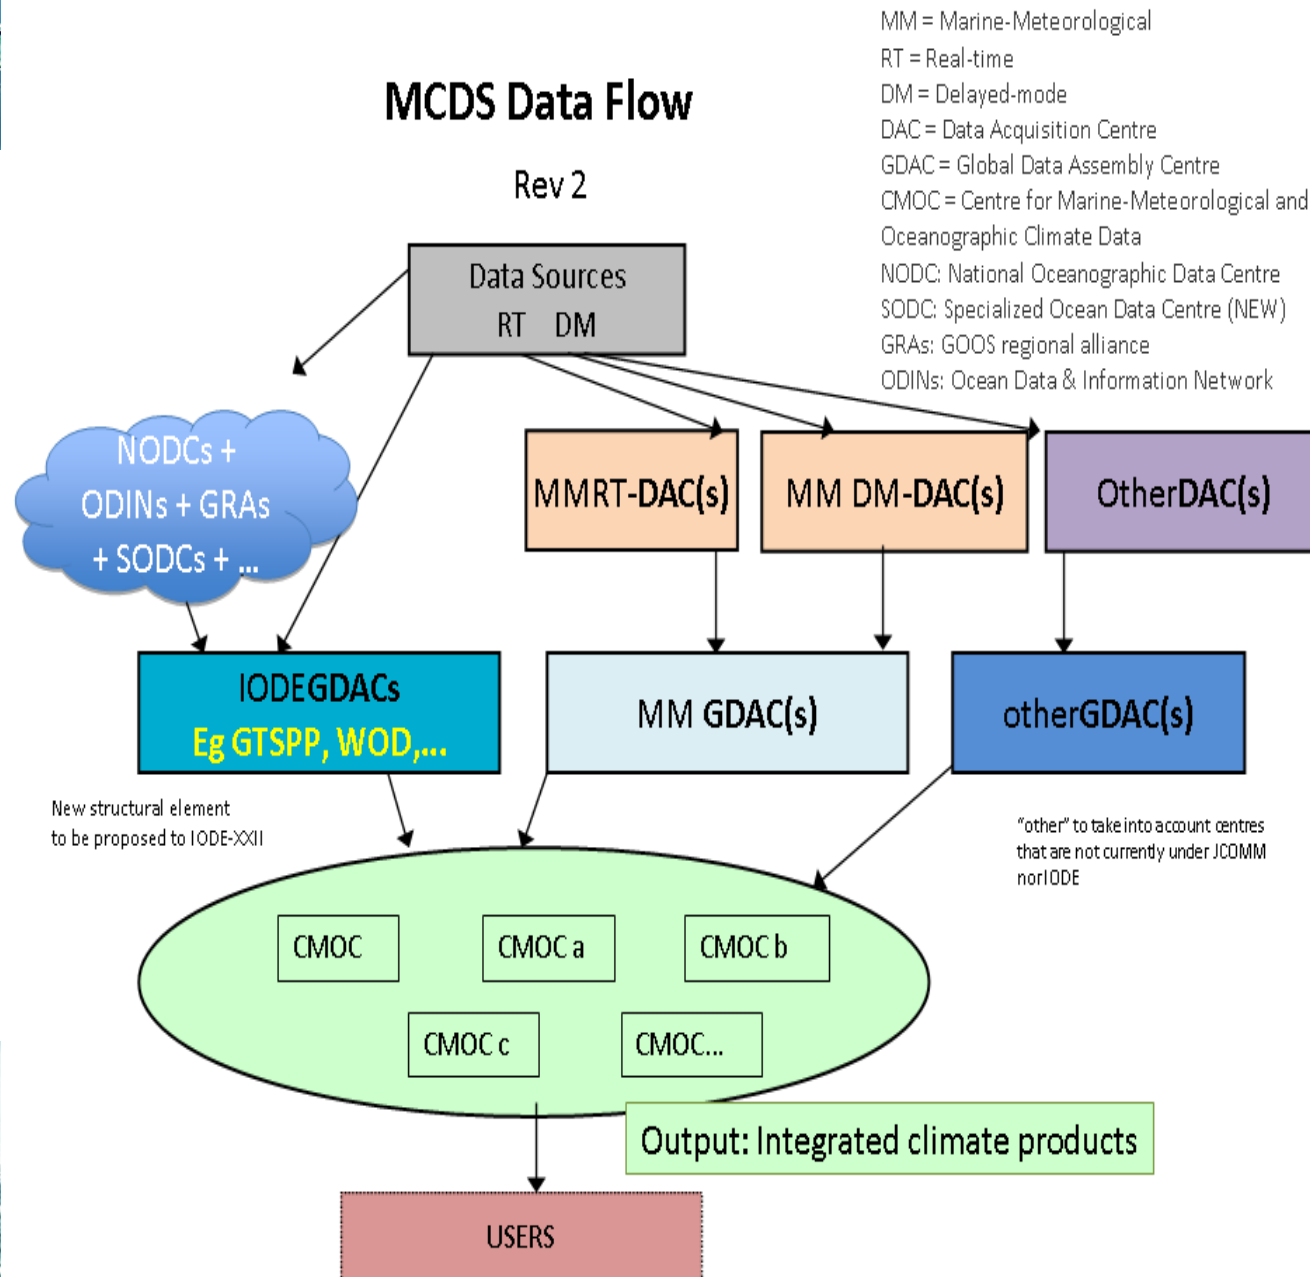 MCDS Data Flow
Rev 2
MM = Marine-Meteorological
RT = Real-time
DM = Delayed-mode
DAC = Data Acquisition Centre
GDAC = Global Data Assembly Centre
CMOC = Centre for Marine-Meteorological and
Oceanographic Climate Data
NODC: National Oceanographic Data Centre
SODC: Specialized Ocean Data Centre (NEW)
GRAs: GOOS regional alliance
ODINs: Ocean Data & Information Network
Data Sources
RT DM
NODCs +
ODINs + GRAs
+ SODCs + ...
MMRT-DAC(s)
MM DM-DAC(s)
OtherDAC(s)
IODEGDACs
Eg GTSPP, WOD,...
MM GDAC(s)
otherGDAC(s)
New structural element
to be proposed to IODE-XXII
"other" to take into account centres
that are not currently under JCOMM
norIODE
CMOC
CMOC a
CMOC b
CMOC c
CMOC...
Output: Integrated climate products
USERS